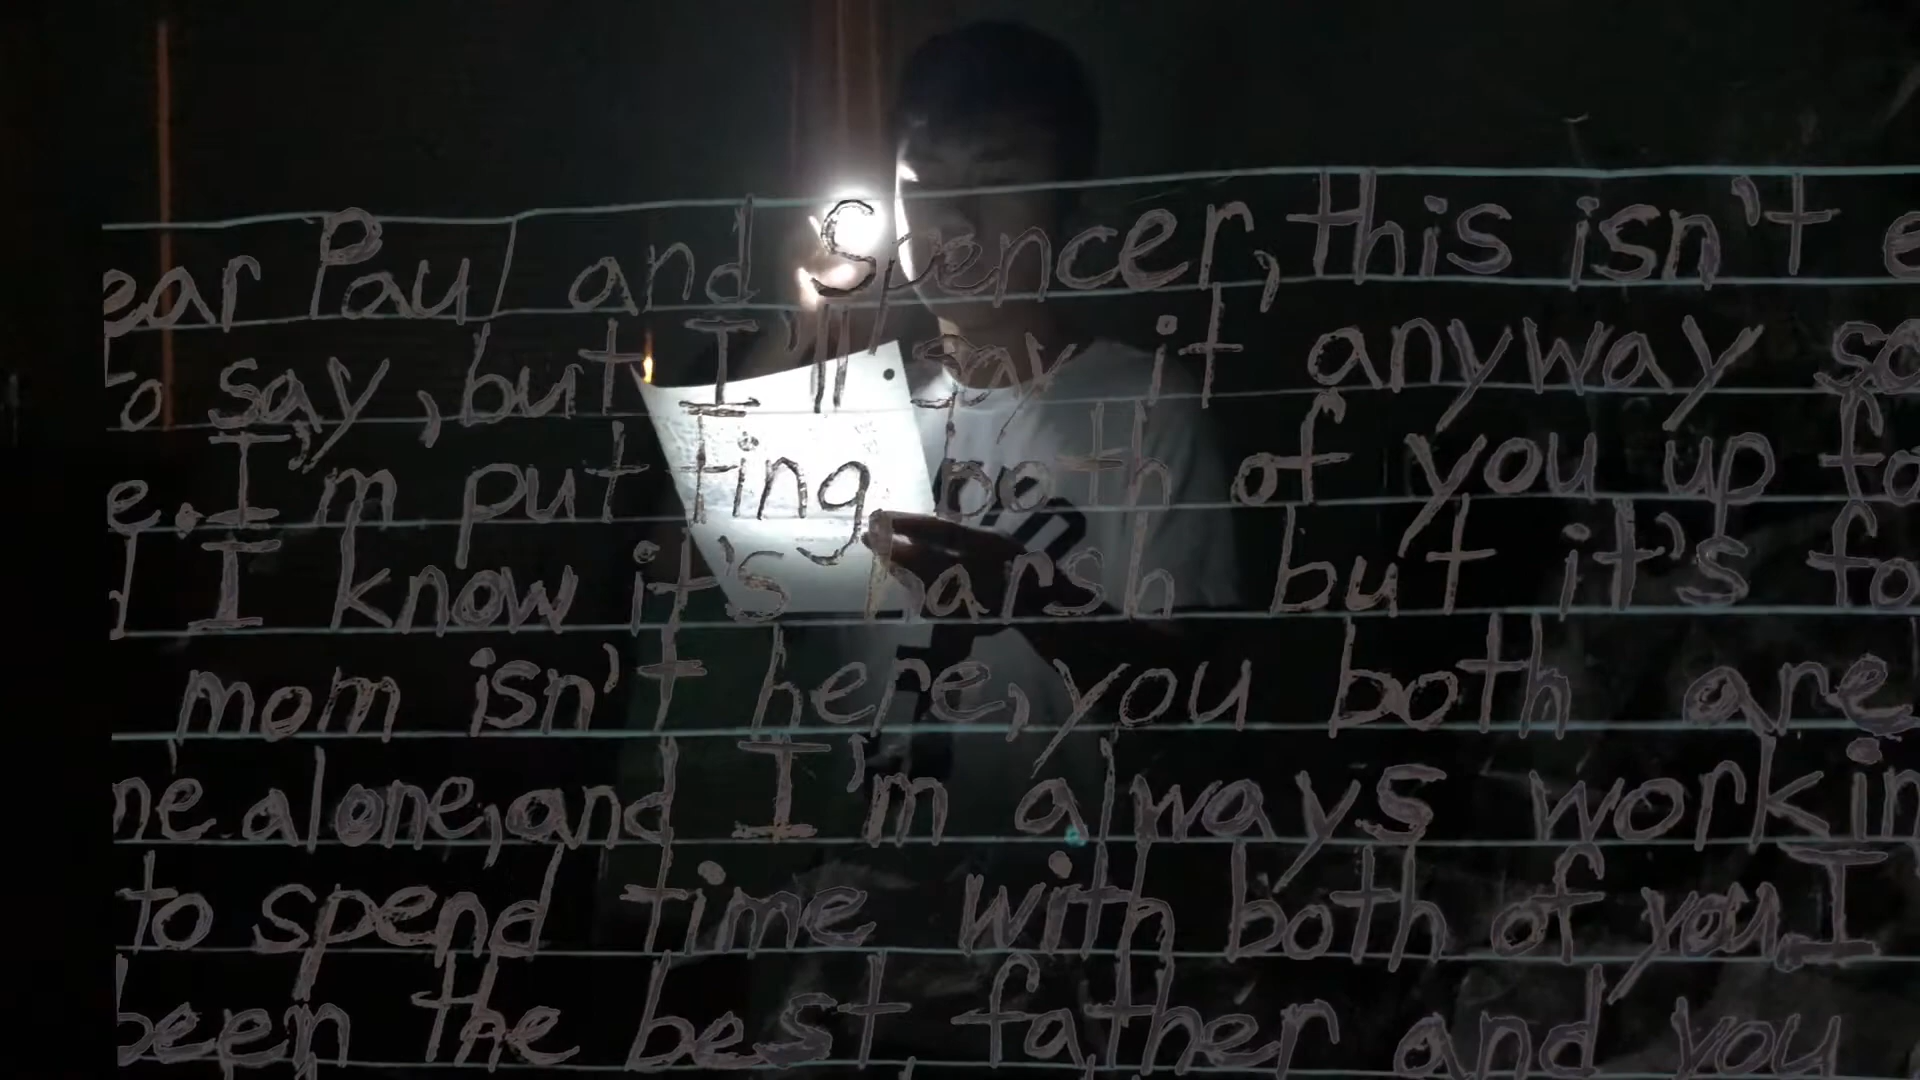 ear Paul and Spencer, this isn't e
to say, but I'll say it anyway so
e. I'm putting both of you up fo
d I know it's harsh but it's fo
mom isn't here, you both are
ne alone, and I'm always workin
to spend time with both of you. I
been the best father and you